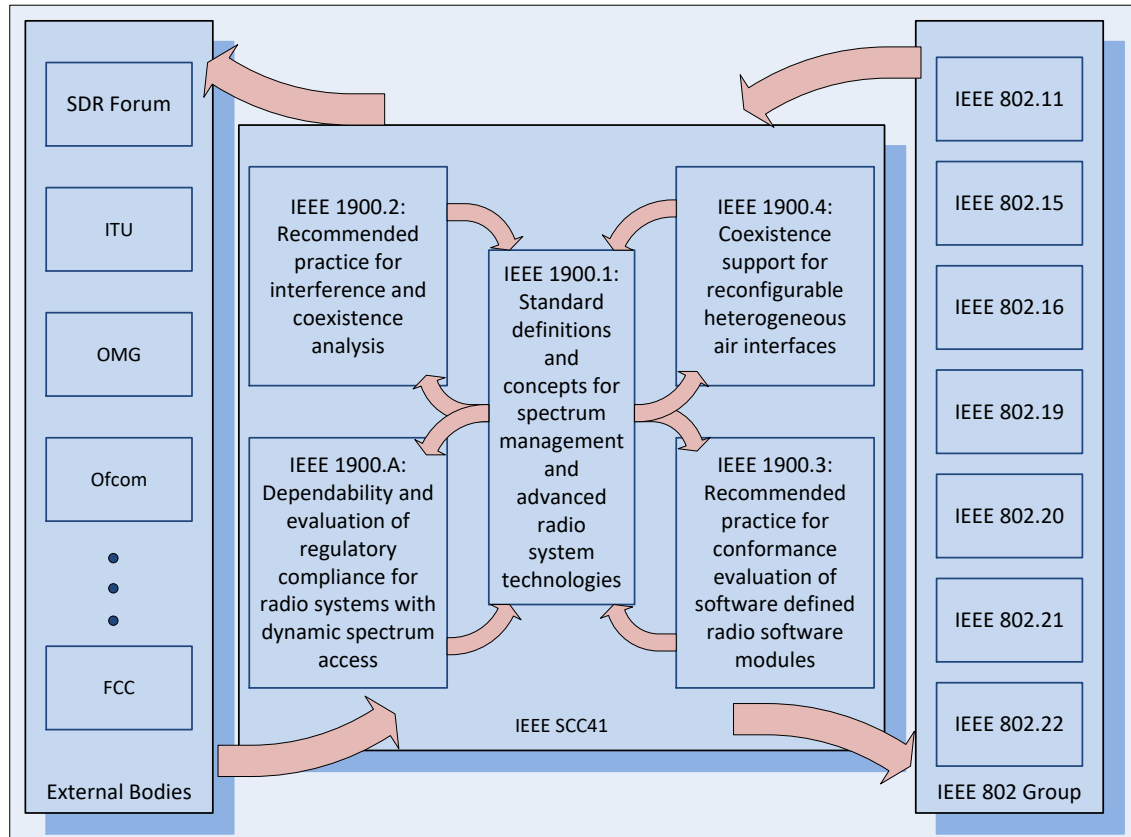 SDR Forum
ITU
OMG
Ofcom
FCC
External Bodies
IEEE 1900.2:
Recommended
practice for
interference and
coexistence
analysis
IEEE 1900.A:
Dependability and
evaluation of
regulatory
compliance for
radio systems with
dynamic spectrum
access
IEEE 1900.1:
Standard
definitions
and
concepts for
spectrum
management
and
advanced
radio
system
technologies
IEEE 1900.4:
Coexistence
support for
reconfigurable
heterogeneous
air interfaces
IEEE 1900.3:
Recommended
practice for
conformance
evaluation of
software defined
radio software
modules
IEEE SCC41
IEEE 802.11
IEEE 802.15
IEEE 802.16
IEEE 802.19
IEEE 802.20
IEEE 802.21
IEEE 802.22
IEEE 802 Group